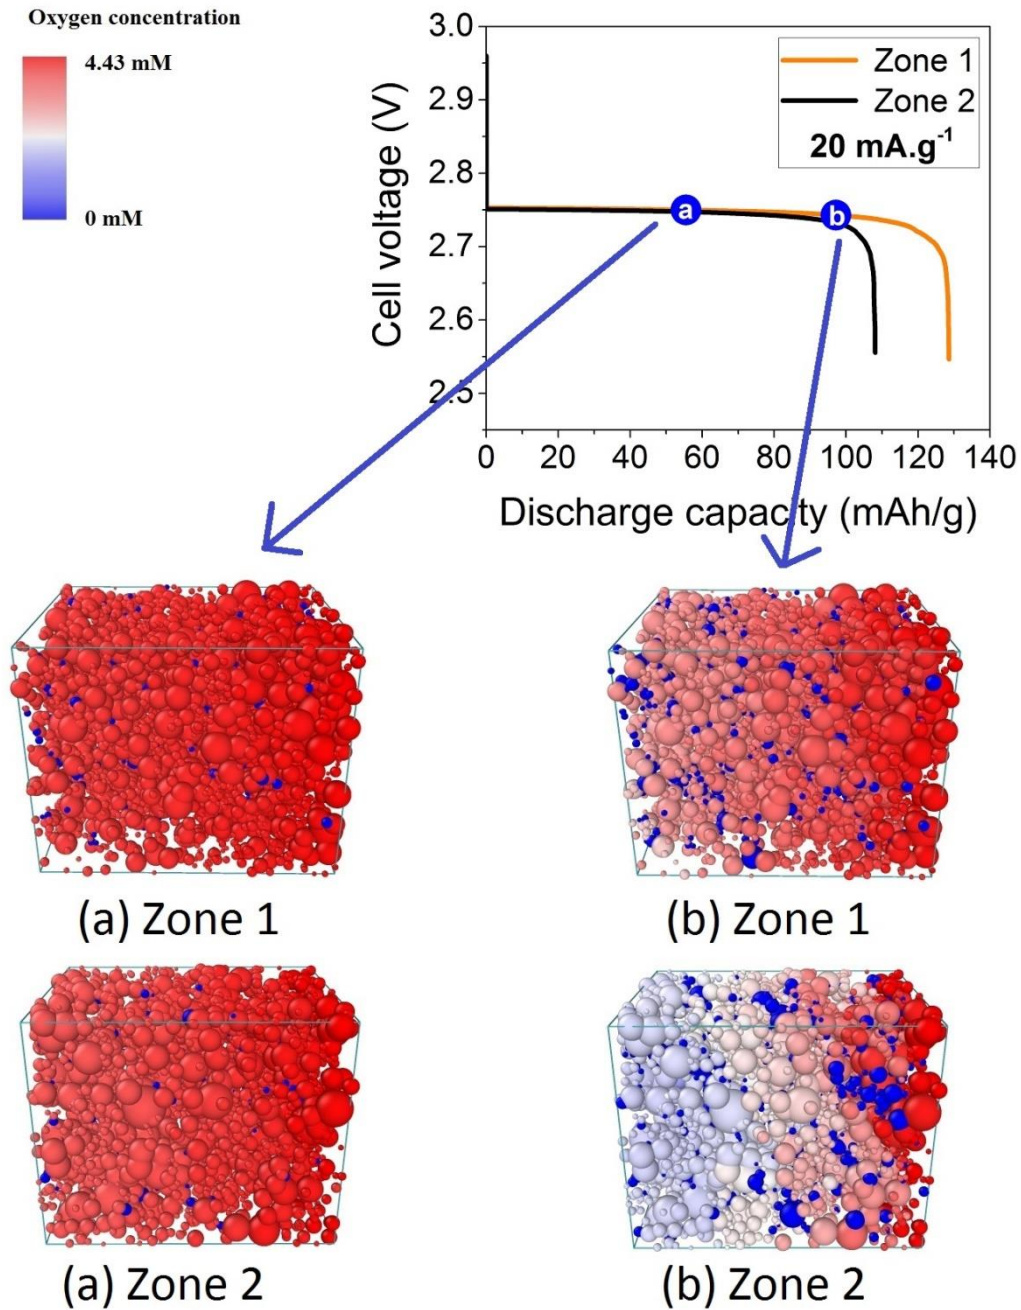 Oxygen concentration
4.43 mM
0 mM
3.0
2.9
2.8
2.7
2.6
2.5
Cell voltage (V)
Zone 1
Zone 2
20 mA.g⁻¹
a
b
0 20 40 60 80 100 120 140
Discharge capacity (mAh/g)
(a) Zone 1
(b) Zone 1
(a) Zone 2
(b) Zone 2